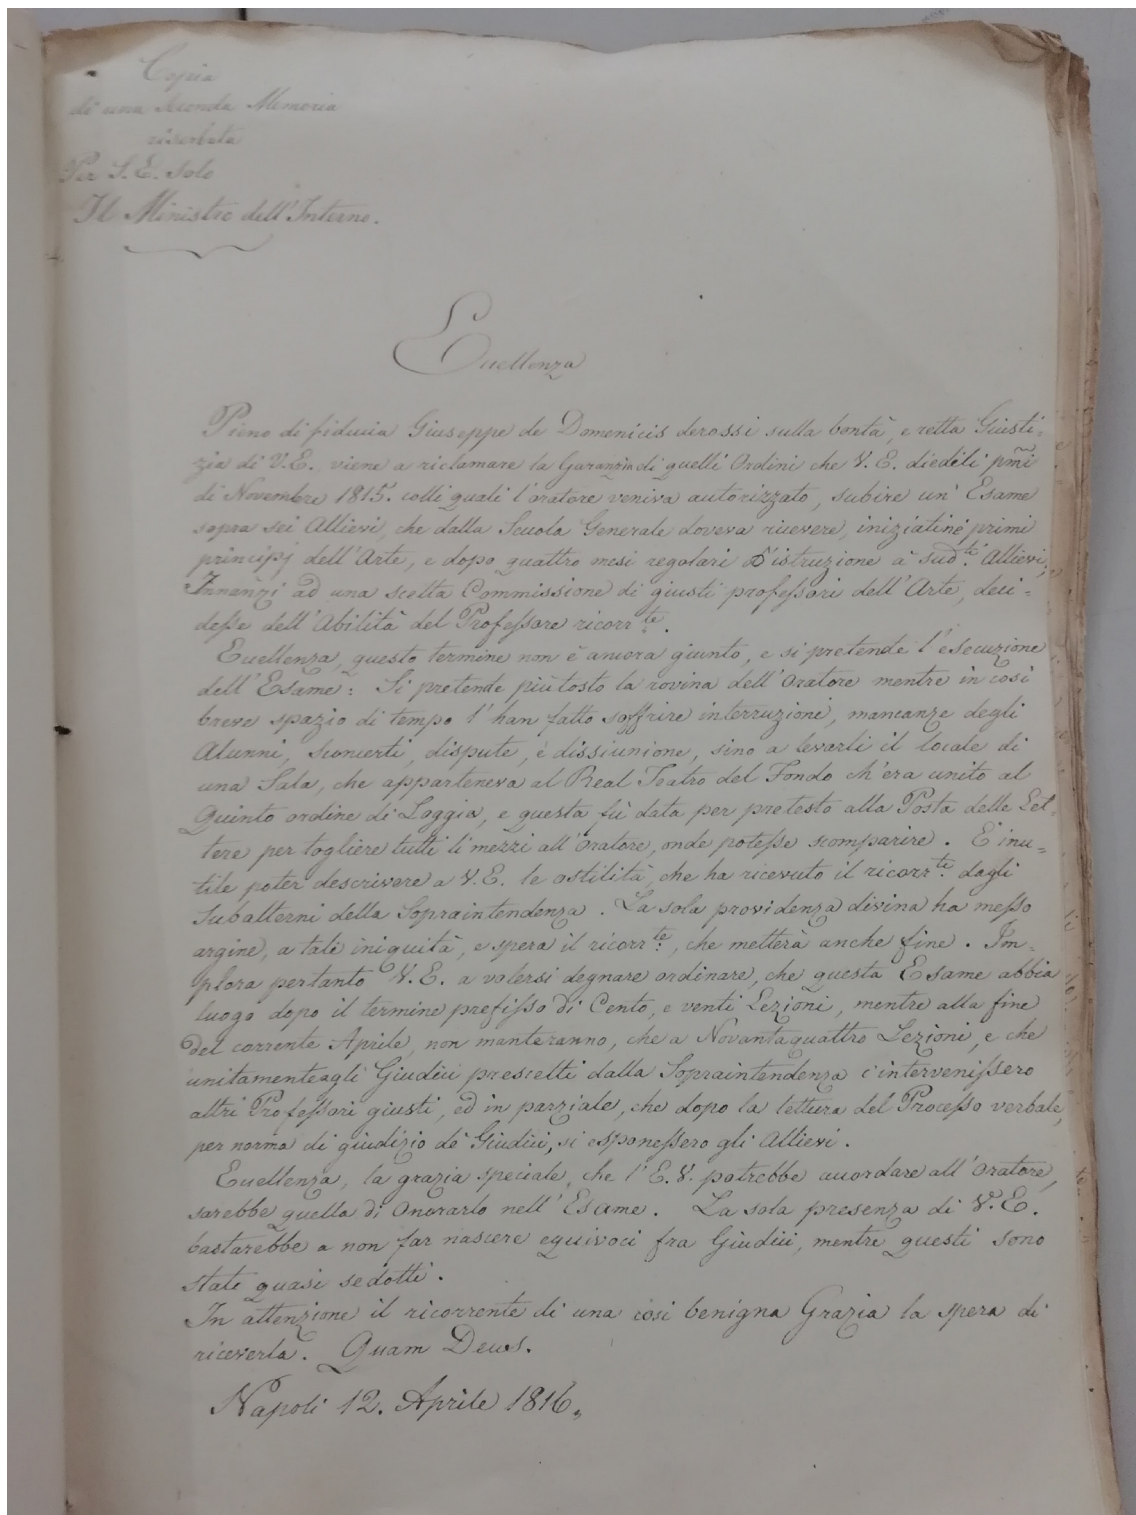 Copia
di una seconda Memoria
riserbata
Per S. E. solo
Il Ministro dell'Interno.
Eccellenza
Pieno di fiducia Giuseppe de Domenicis derossi sulla bontà, e retta Giusti-
zia di V.E. viene a riclamare la Garanzia di quelli Ordini che V. E. diedeli pmi
di Novembre 1815. colli quali l'oratore veniva autorizzato, subire un' Esame
sopra sei Allievi, che dalla Scuola Generale doveva ricevere, iniziatinè primi
principj dell'Arte, e dopo quattro mesi regolari d'istruzione à sud.ti Allievi;
Innanzi ad una scelta Commissione di giusti professori dell'Arte, deci-
desse dell'Abilità del Professore ricorr.te.
Eccellenza, questo termine non è ancora giunto, e si pretende l'esecuzione
dell'Esame: Si pretende più tosto la rovina dell'Oratore mentre in così
breve spazio di tempo l'han fatto soffrire interruzioni, mancanze degli
Alunni, sconcerti, dispute, è dissiunione, sino a levarli il locale di
una Sala, che apparteneva al Real Teatro del Fondo ch'era unito al
Quinto ordine di Loggia, e questa fù data per pretesto alla Posta delle Let-
tere per togliere tutti li mezzi all'Oratore, onde potesse scomparire. E' inu-
tile poter descrivere a V.E. le ostilità, che ha ricevuto il ricorr.te dagli
Subalterni della Sopraintendenza. La sola providenza divina ha messo
argine, a tale iniquità, e spera il ricorr.te, che metterà anche fine. Im-
plora pertanto V.E. a volersi degnare ordinare, che questa Esame abbia
luogo dopo il termine prefisso di Cento, e venti Lezioni, mentre alla fine
del corrente Aprile, non manteranno, che a Novantaquattro Lezioni, e che
unitamenteagli Giudici prescelti dalla Sopraintendenza c'intervenissero
altri Professori giusti, ed in parziale, che dopo la lettura del Processo verbale,
per norma di giudizio de' Giudici, si esponessero gli Allievi.
Eccellenza, la grazia speciale, che l'E.V. potrebbe accordare all'Oratore,
sarebbe quella di Onorarlo nell'Esame. La sola presenza di V.E.
bastarebbe a non far nascere equivoci fra Giudici, mentre questi sono
stati quasi sedotti.
In attenzione il ricorrente di una così benigna Grazia la spera di
riceverla. Quam Deus.
Napoli 12. Aprile 1816.